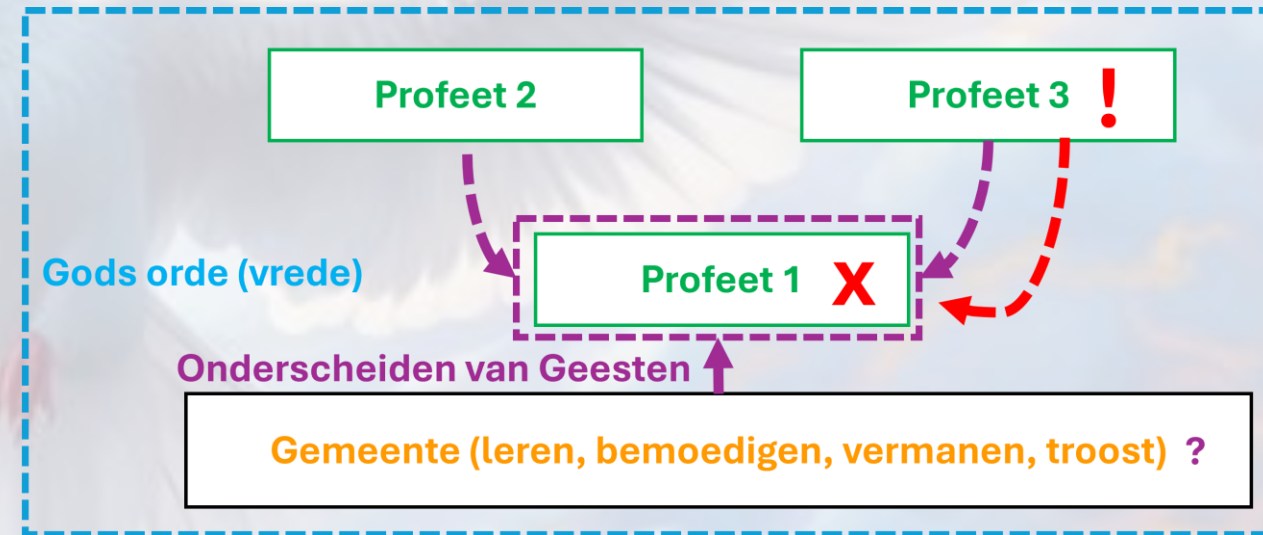 Profeet 2
Profeet 3 !
Gods orde (vrede)
Profeet 1 X
Onderscheiden van Geesten
Gemeente (leren, bemoedigen, vermanen, troost) ?